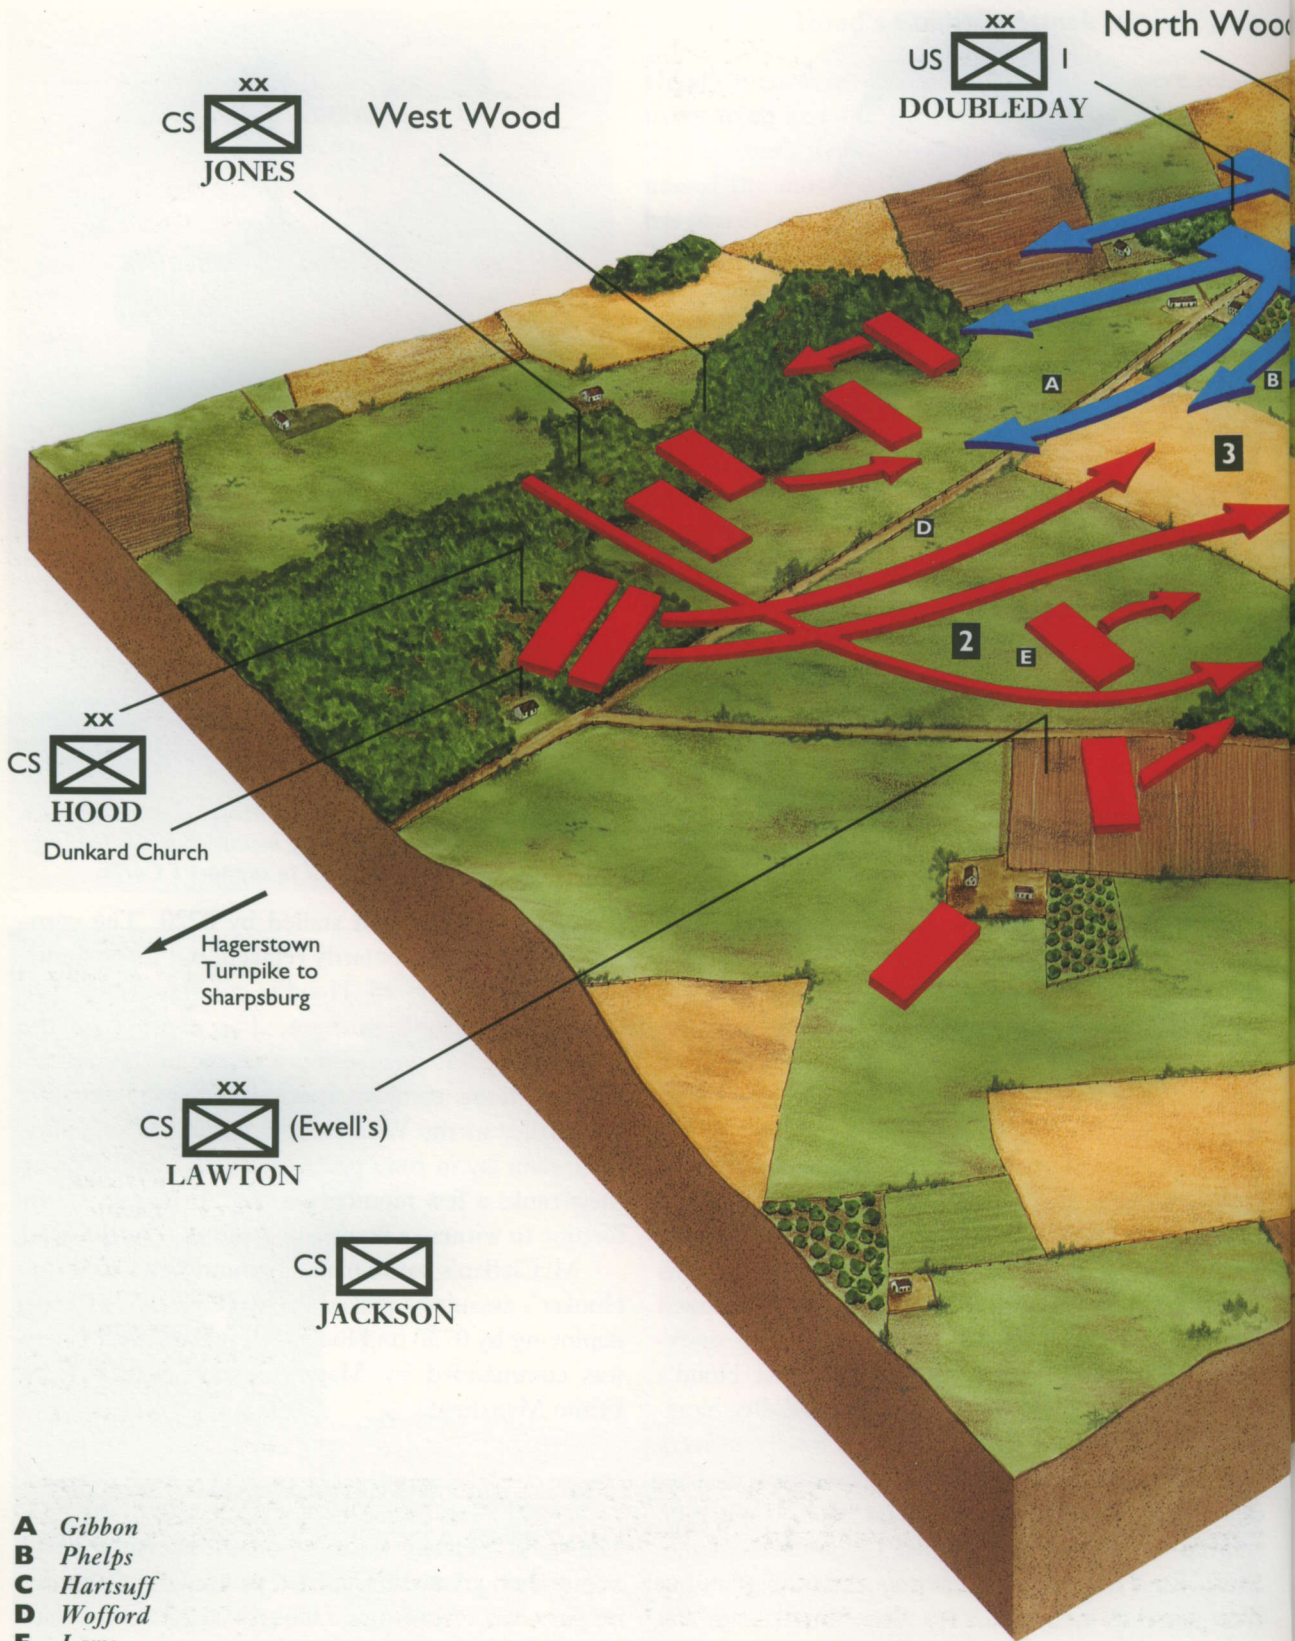 xx
US I
DOUBLEDAY
North
xx
CS
JONES
West Wood
A
B
3
D
2
E
xx
CS
HOOD
Dunkard Church
Hagerstown
Turnpike to
Sharpsburg
xx
CS (Ewell's)
LAWTON
CS
JACKSON
A Gibbon
B Phelps
C Hartsuff
D Wofford
E